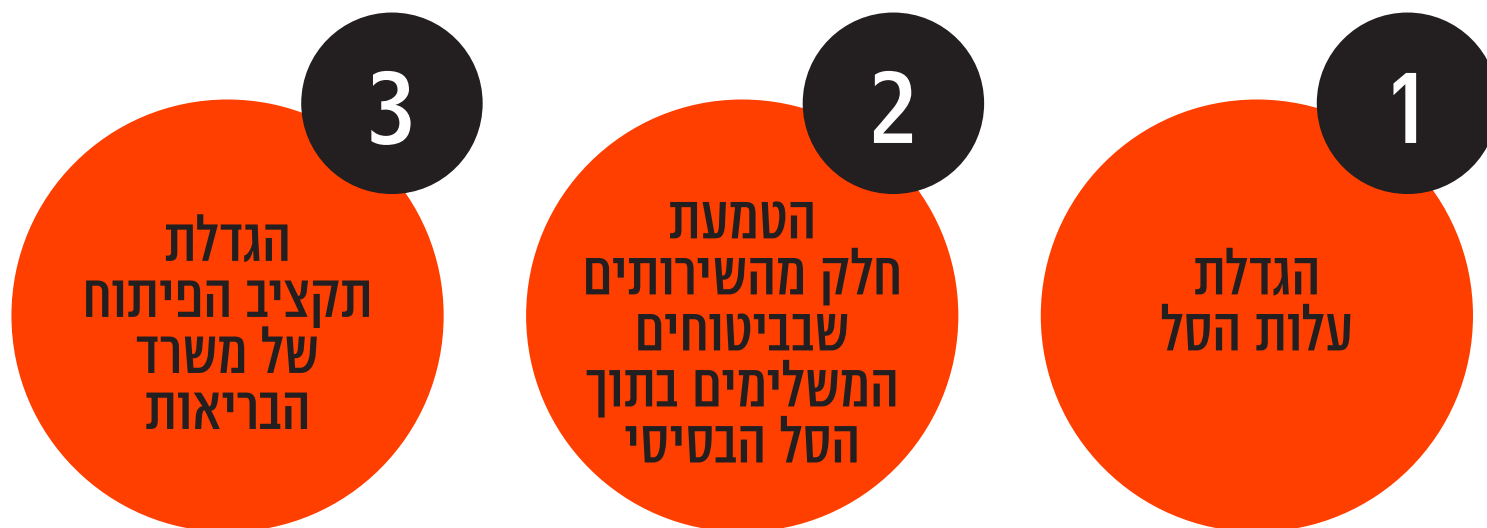 1
הגדלת
עלות הסל
2
הטמעת
חלק מהשירותים
שבביטוחים
המשלימים בתוך
הסל הבסיסי
3
הגדלת
תקציב הפיתוח
של משרד
הבריאות